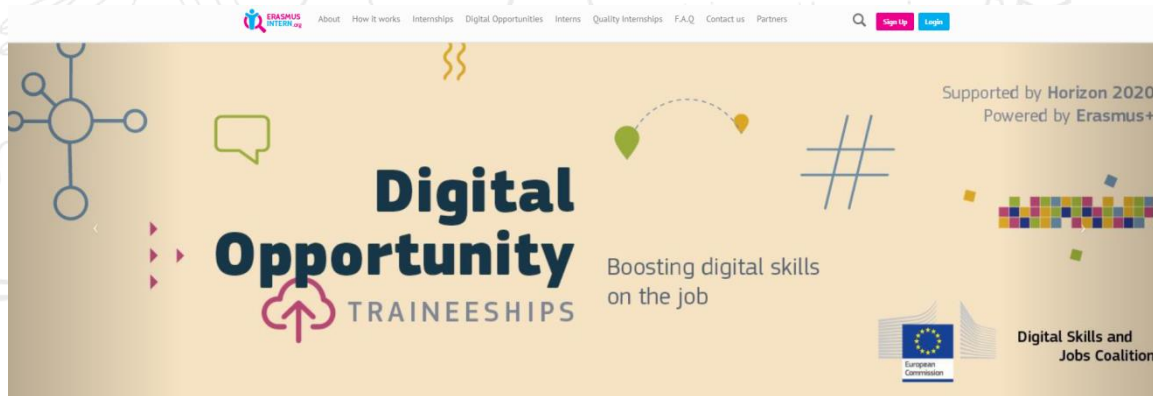 ERASMUS
INTERN.org
About How it works Internships Digital Opportunities Interns Quality Internships F.A.Q Contact us Partners
Sign Up Login
Supported by Horizon 2020
Powered by Erasmus+
Digital
Opportunity
TRAINEESHIPS
Boosting digital skills
on the job
European
Commission
Digital Skills and
Jobs Coalition